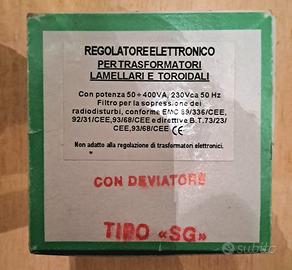 REGOLATORE ELETTRONICO
PER TRASFORMATORI
LAMELLARI E TOROIDALI
Con potenza 50 ÷ 400VA, 230Vca 50 Hz
Filtro per la sopressione dei
radiodisturbi, conforme EMC 89/336/CEE,
92/31/CEE,93/68/CEE e direttive B.T.73/23/
CEE,93/68/CEE CE
Non adatto alla regolazione di trasformatori elettronici.
CON DEVIATORE
TIPO «SG»
subito